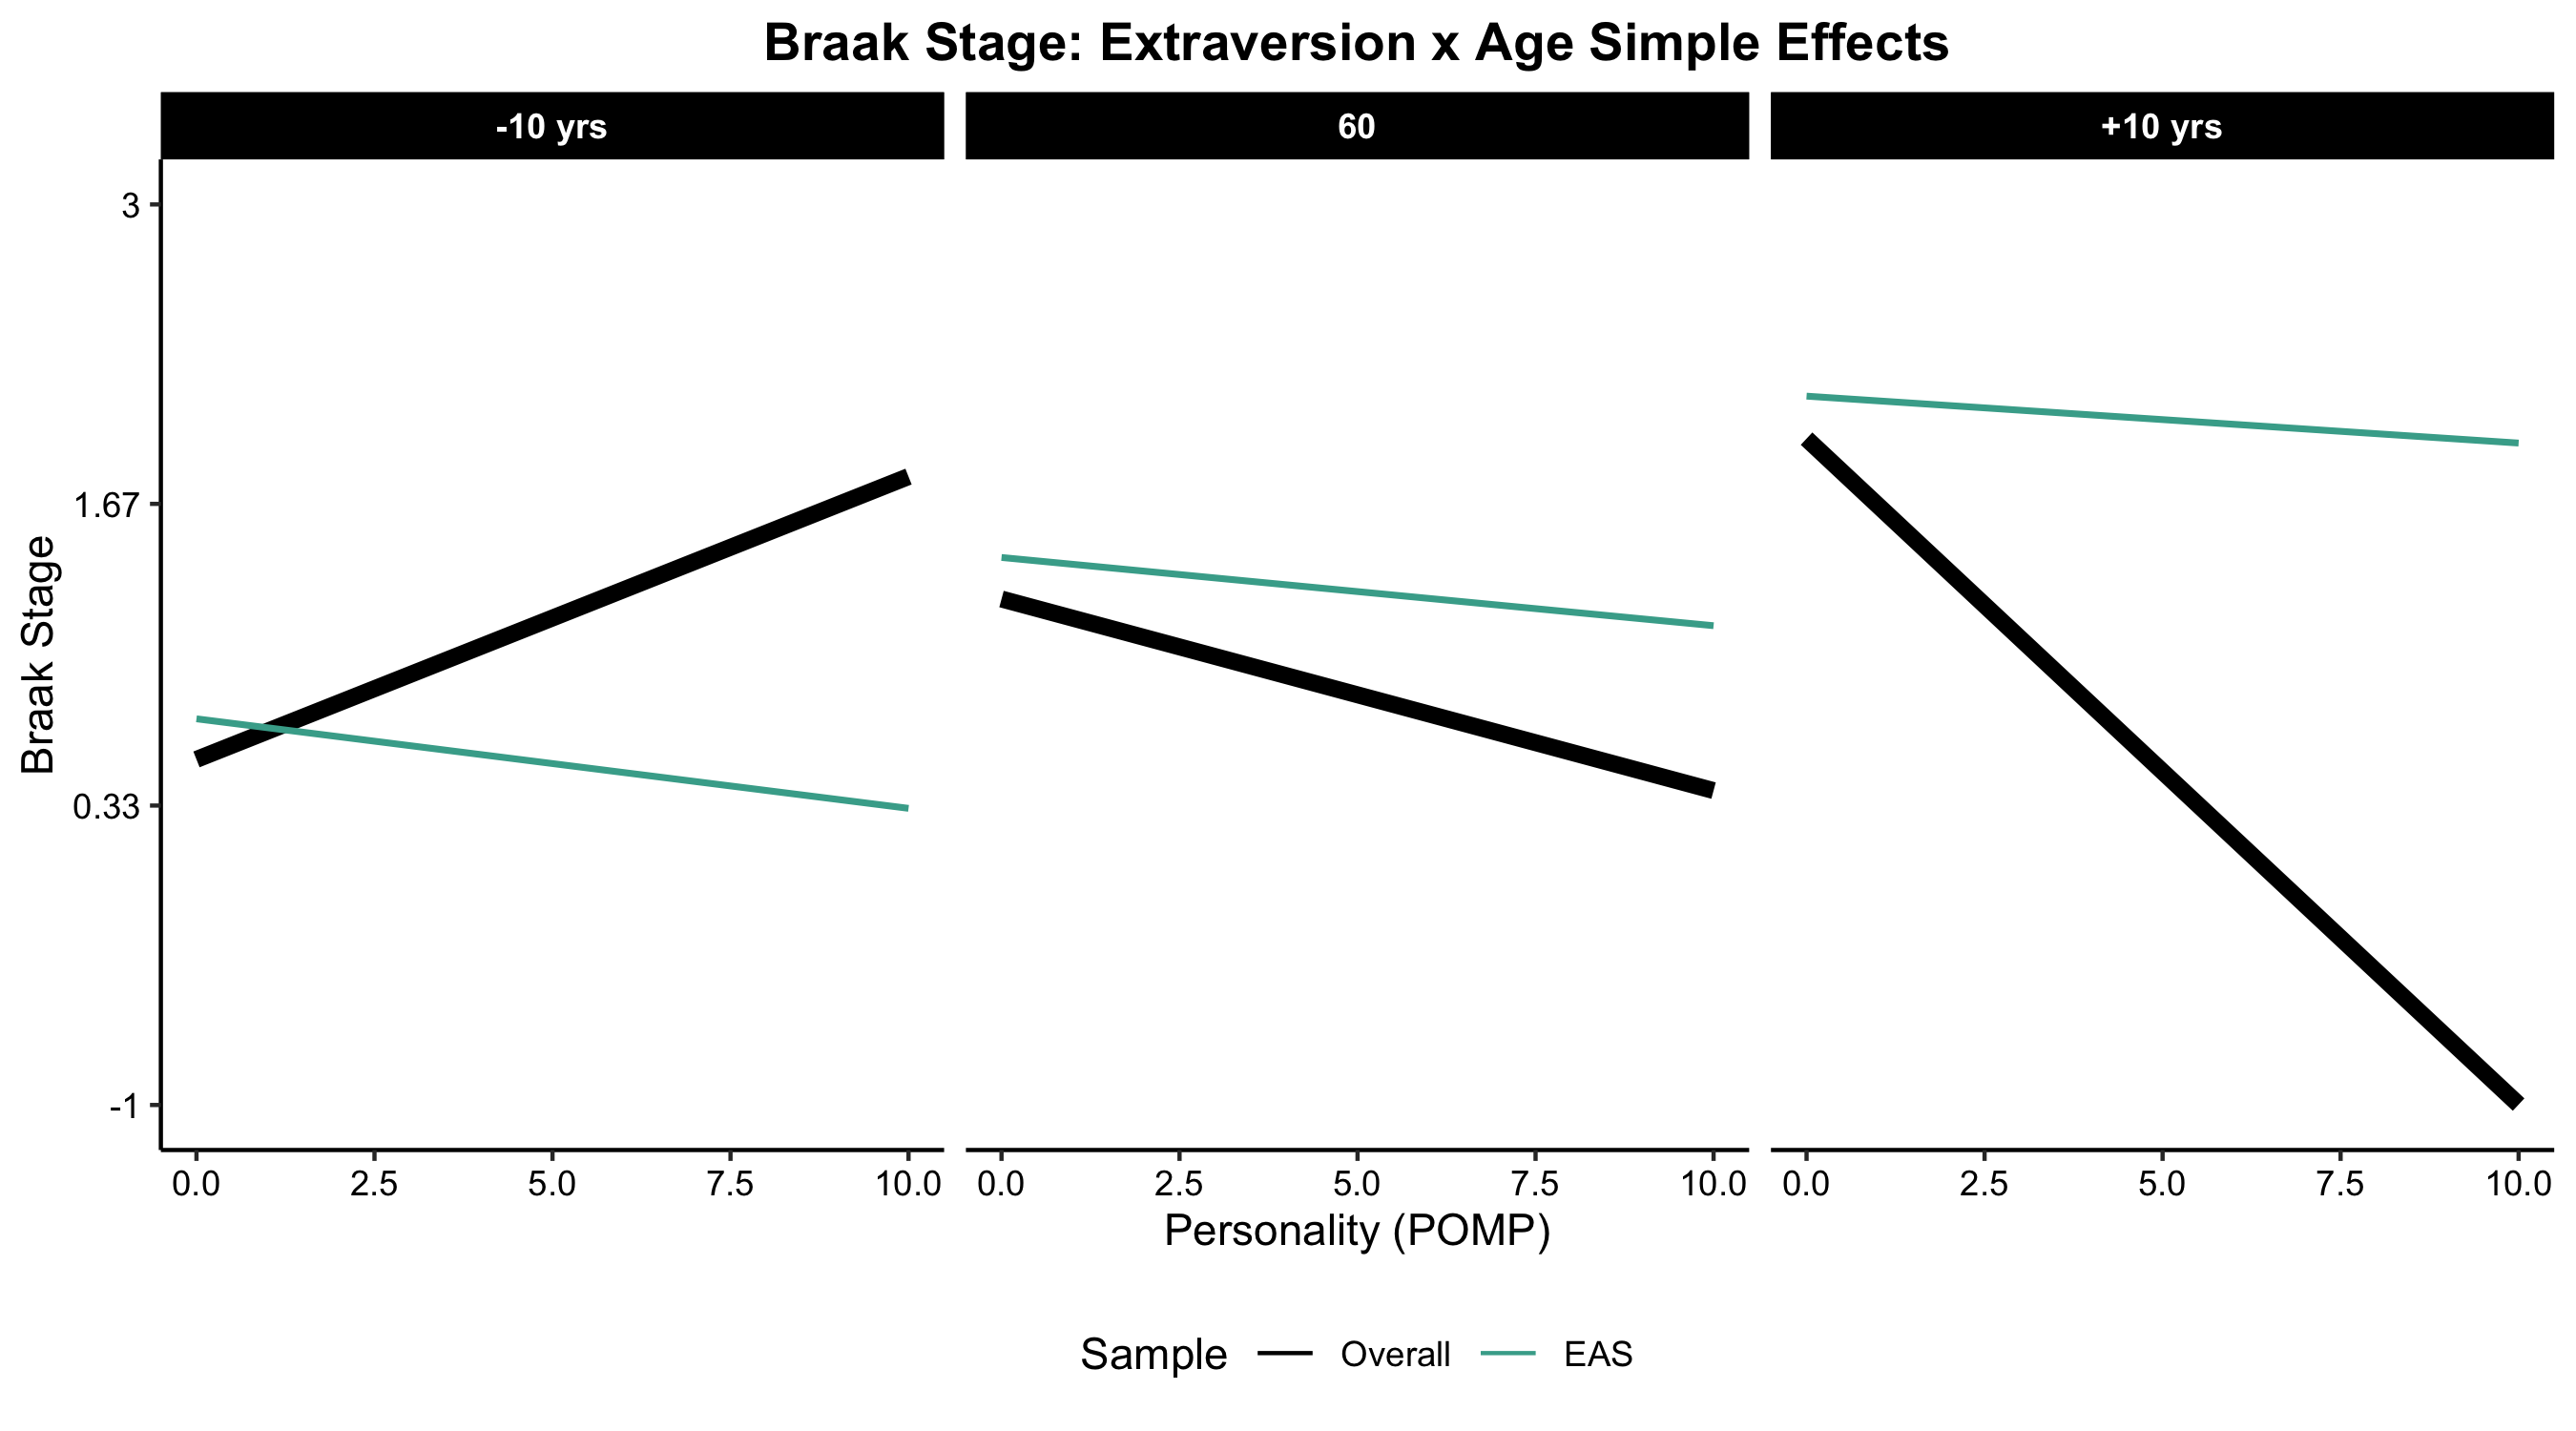 Braak Stage: Extraversion x Age Simple Effects
-10 yrs
60
+10 yrs
3
1.67
0.33
-1
Braak Stage
0.0 2.5 5.0 7.5 10.0
0.0 2.5 5.0 7.5 10.0
0.0 2.5 5.0 7.5 10.0
Personality (POMP)
Sample Overall EAS